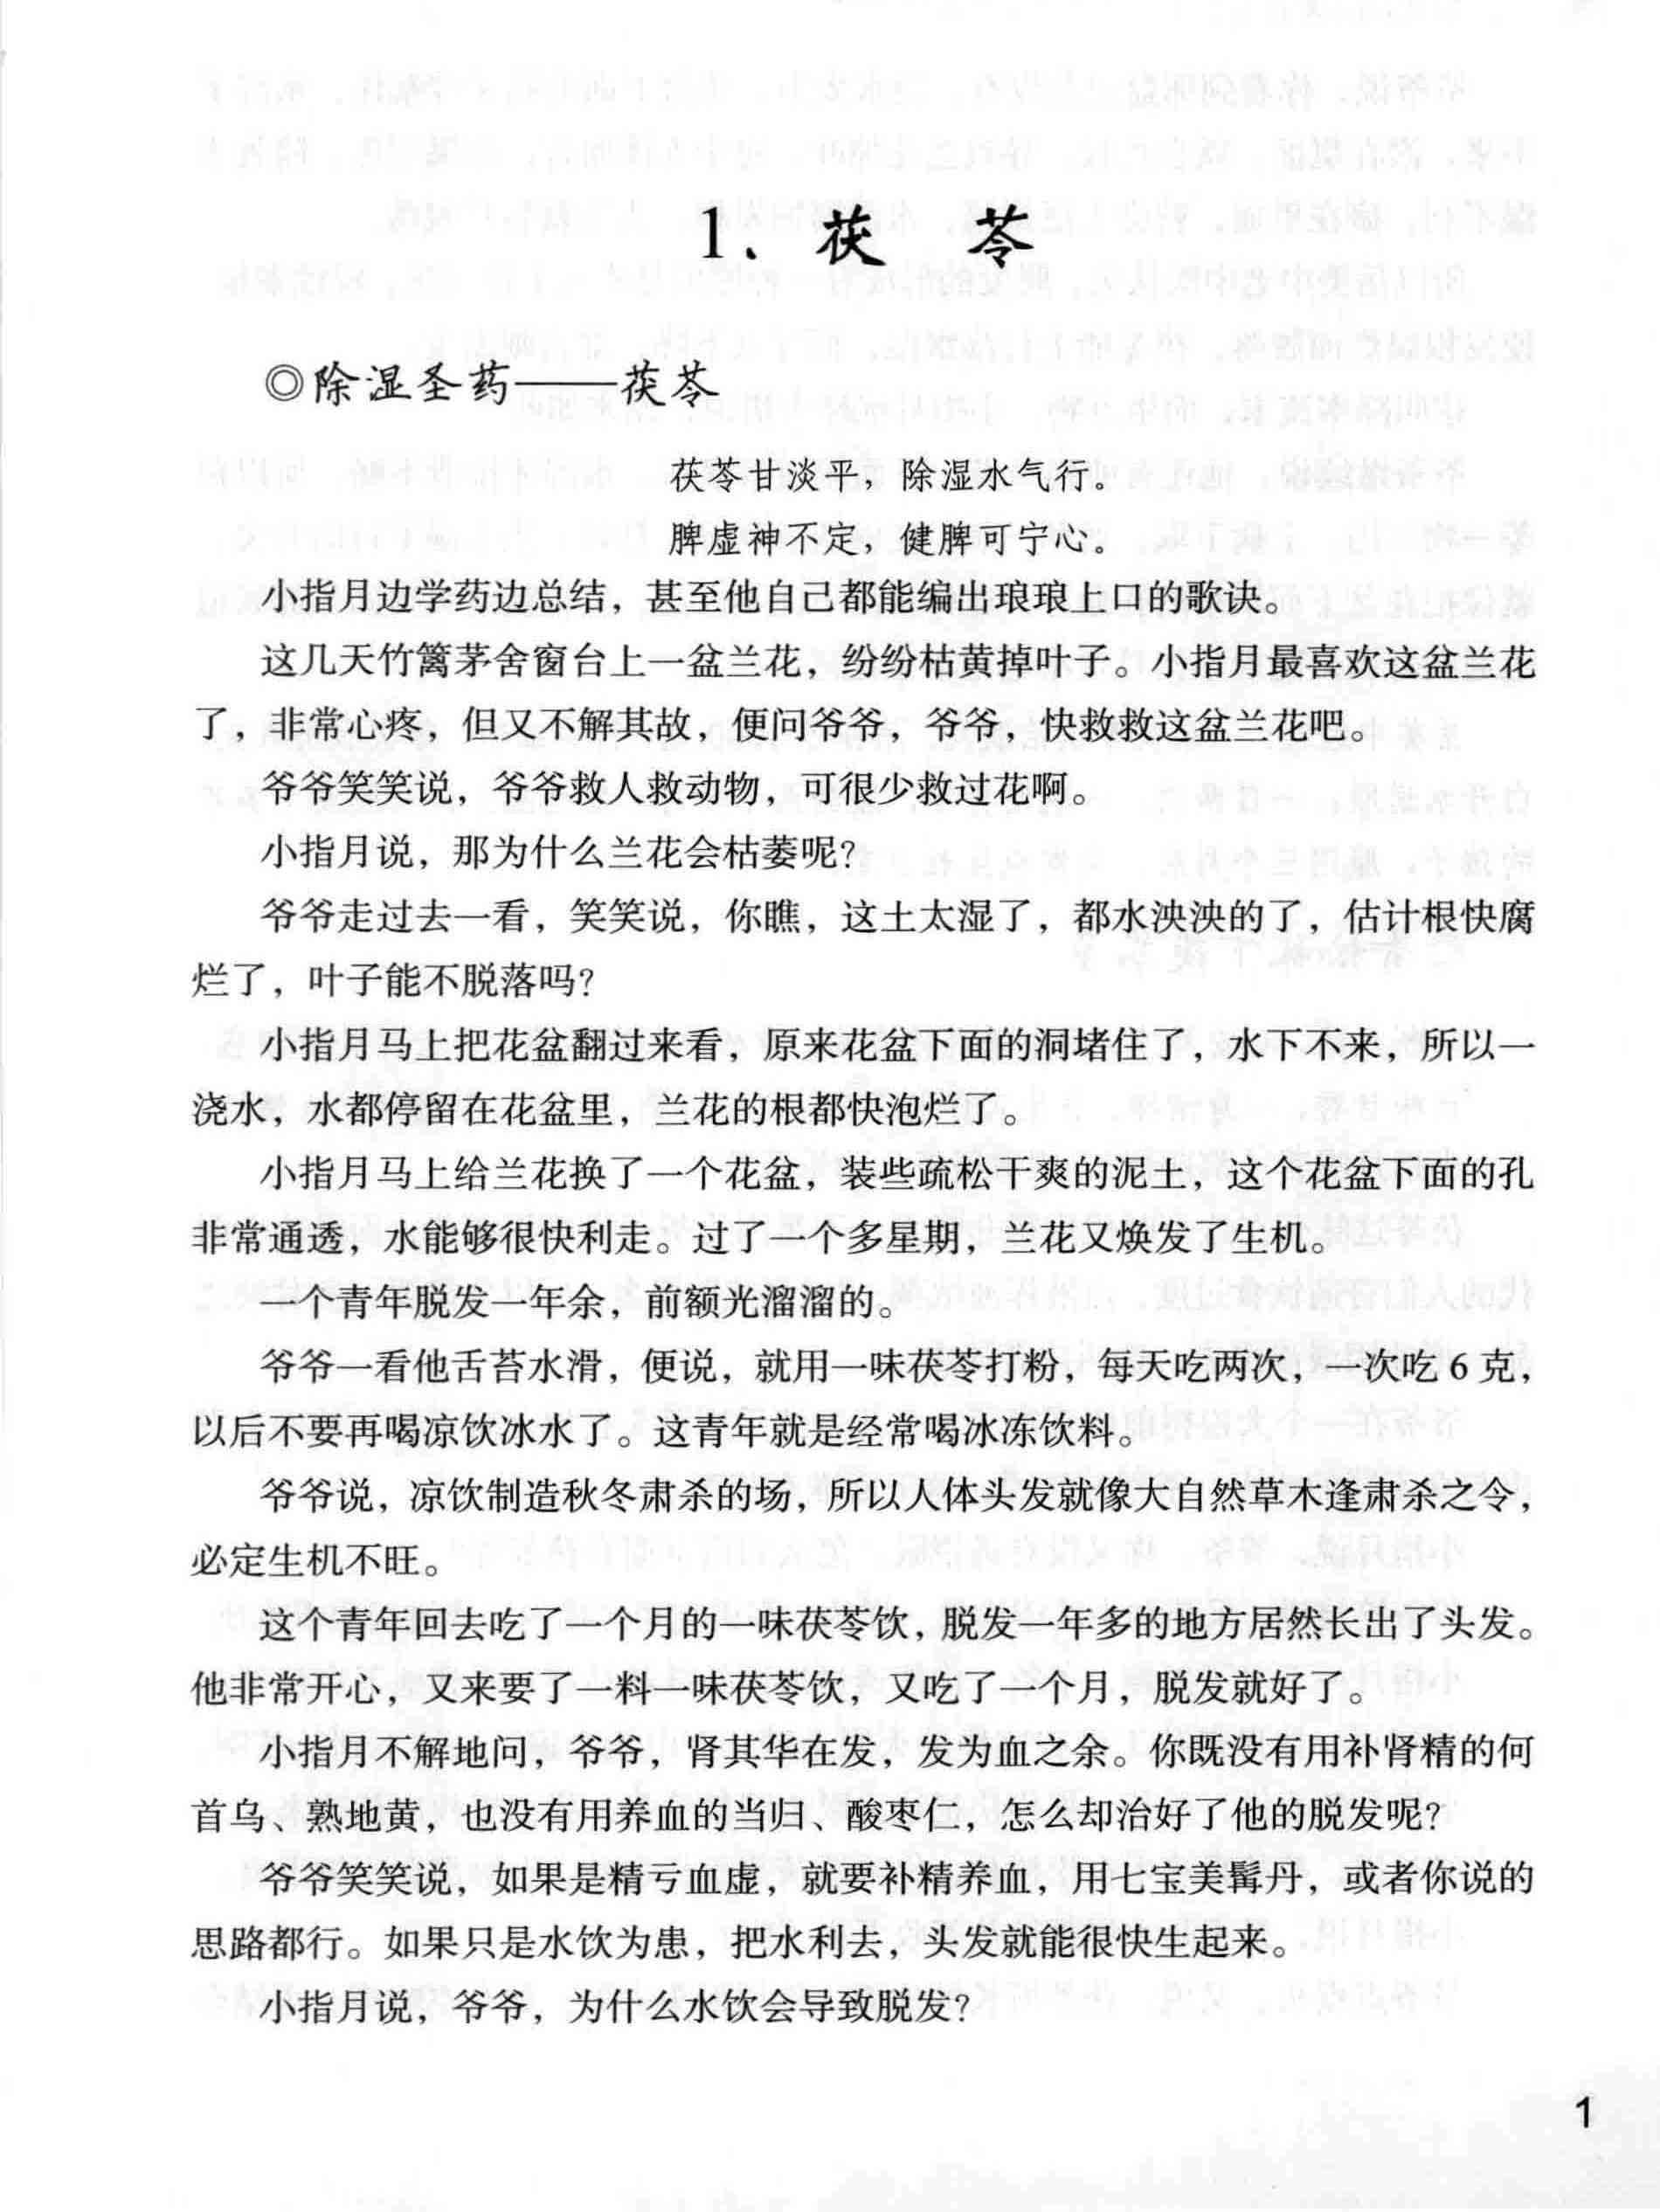 1、茯 苓
◎除湿圣药——茯苓
茯苓甘淡平，除湿水气行。
脾虚神不定，健脾可宁心。
小指月边学药边总结，甚至他自己都能编出琅琅上口的歌诀。
这几天竹篱茅舍窗台上一盆兰花，纷纷枯黄掉叶子。小指月最喜欢这盆兰花
了，非常心疼，但又不解其故，便问爷爷，爷爷，快救救这盆兰花吧。
爷爷笑笑说，爷爷救人救动物，可很少救过花啊。
小指月说，那为什么兰花会枯萎呢？
爷爷走过去一看，笑笑说，你瞧，这土太湿了，都水泱泱的了，估计根快腐
烂了，叶子能不脱落吗？
小指月马上把花盆翻过来看，原来花盆下面的洞堵住了，水下不来，所以一
浇水，水都停留在花盆里，兰花的根都快泡烂了。
小指月马上给兰花换了一个花盆，装些疏松干爽的泥土，这个花盆下面的孔
非常通透，水能够很快利走。过了一个多星期，兰花又焕发了生机。
一个青年脱发一年余，前额光溜溜的。
爷爷一看他舌苔水滑，便说，就用一味茯苓打粉，每天吃两次，一次吃 6 克，
以后不要再喝凉饮冰水了。这青年就是经常喝冰冻饮料。
爷爷说，凉饮制造秋冬肃杀的场，所以人体头发就像大自然草木逢肃杀之令，
必定生机不旺。
这个青年回去吃了一个月的一味茯苓饮，脱发一年多的地方居然长出了头发。
他非常开心，又来要了一料一味茯苓饮，又吃了一个月，脱发就好了。
小指月不解地问，爷爷，肾其华在发，发为血之余。你既没有用补肾精的何
首乌、熟地黄，也没有用养血的当归、酸枣仁，怎么却治好了他的脱发呢？
爷爷笑笑说，如果是精亏血虚，就要补精养血，用七宝美髯丹，或者你说的
思路都行。如果只是水饮为患，把水利去，头发就能很快生起来。
小指月说，爷爷，为什么水饮会导致脱发？
1